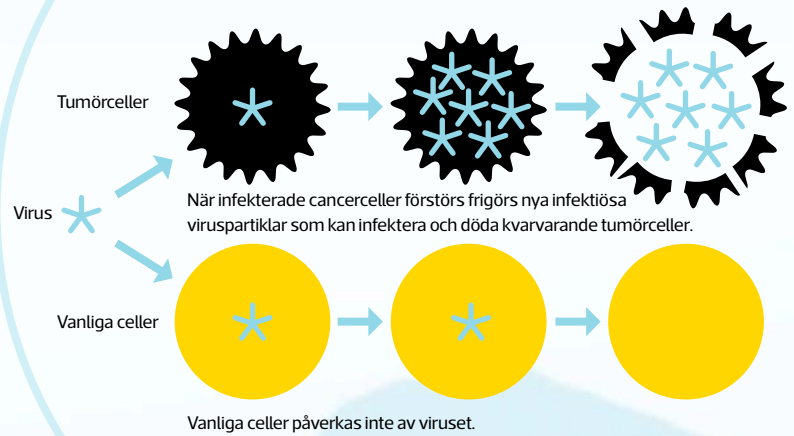 Tumörceller
När infekterade cancerceller förstörs frigörs nya infektiösa
viruspartiklar som kan infektera och döda kvarvarande tumörceller.
Virus
Vanliga celler
Vanliga celler påverkas inte av viruset.